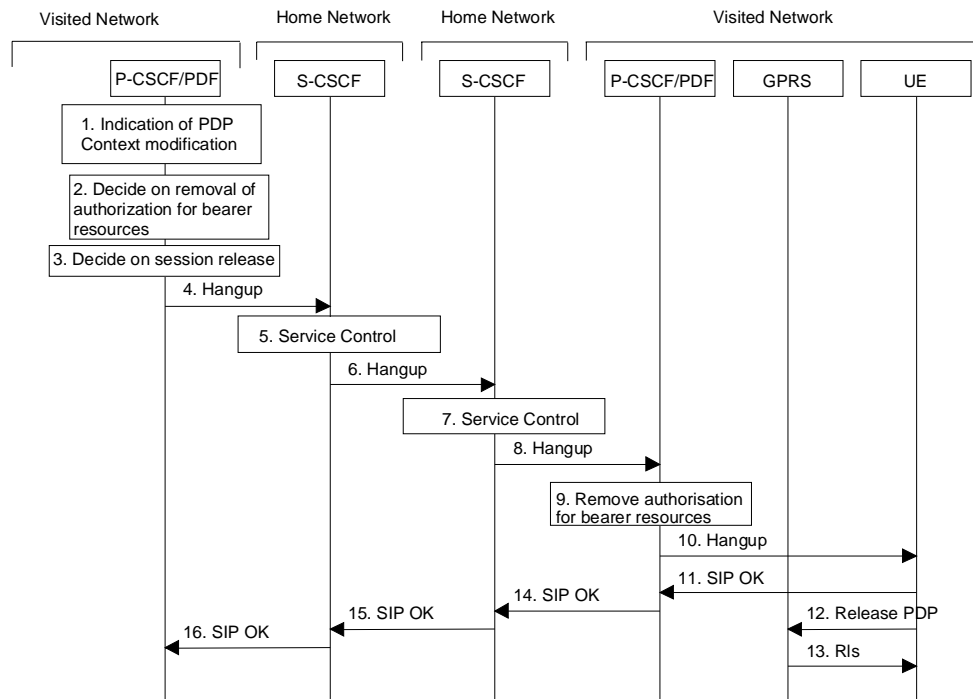 Visited Network
Home Network
Home Network
Visited Network
P-CSCF/PDF
S-CSCF
S-CSCF
P-CSCF/PDF
GPRS
UE
1. Indication of PDP
Context modification
2. Decide on removal of
authorization for bearer
resources
3. Decide on session release
4. Hangup
5. Service Control
6. Hangup
7. Service Control
8. Hangup
9. Remove authorisation
for bearer resources
10. Hangup
11. SIP OK
14. SIP OK
12. Release PDP
15. SIP OK
16. SIP OK
13. Rls